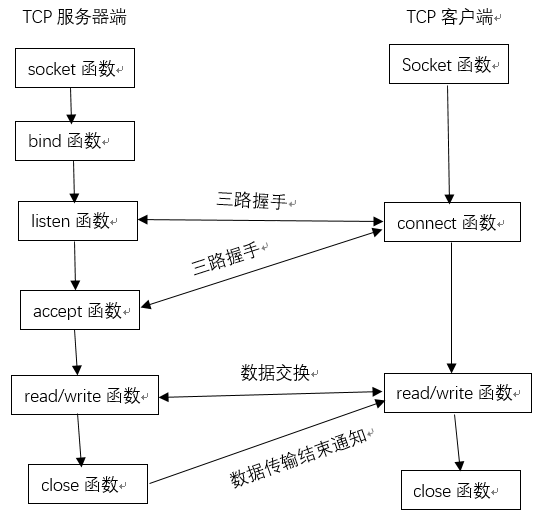 TCP 服务器端
TCP 客户端
socket 函数
Socket 函数
bind 函数
三路握手
listen 函数
connect 函数
三路握手
accept 函数
数据交换
read/write 函数
read/write 函数
数据传输结束通知
close 函数
close 函数